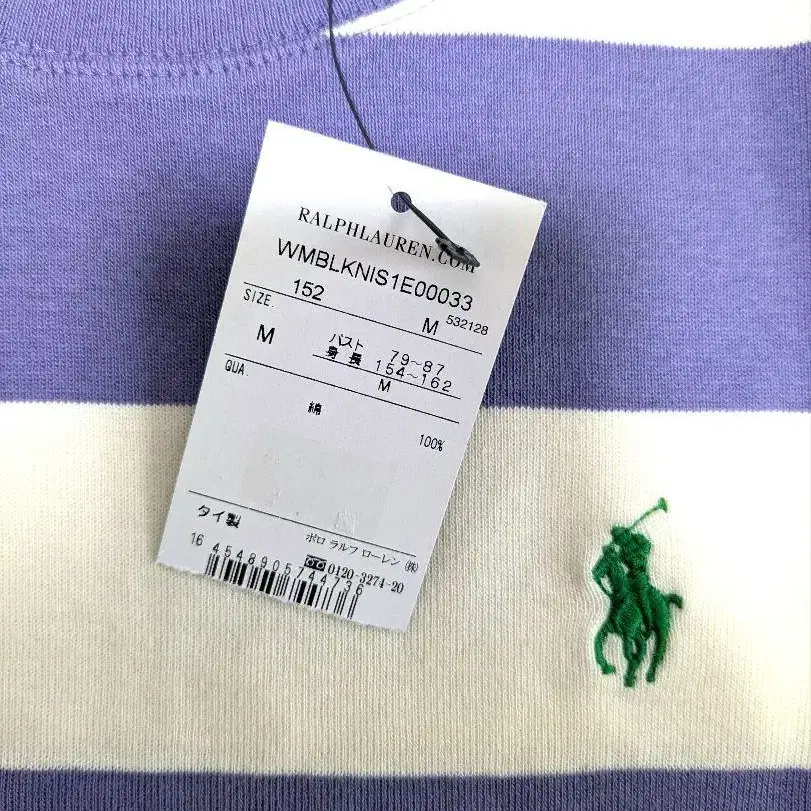 RALPHLAUREN.COM
WMBLKNIS1E00033
SIZE. 152 M 532128
M バスト 79~87
身長 154~162
M
QUA.
綿 100%
タイ製
ポロ ラルフ ローレン ㈱
0120-3274-20
16 4548905744736